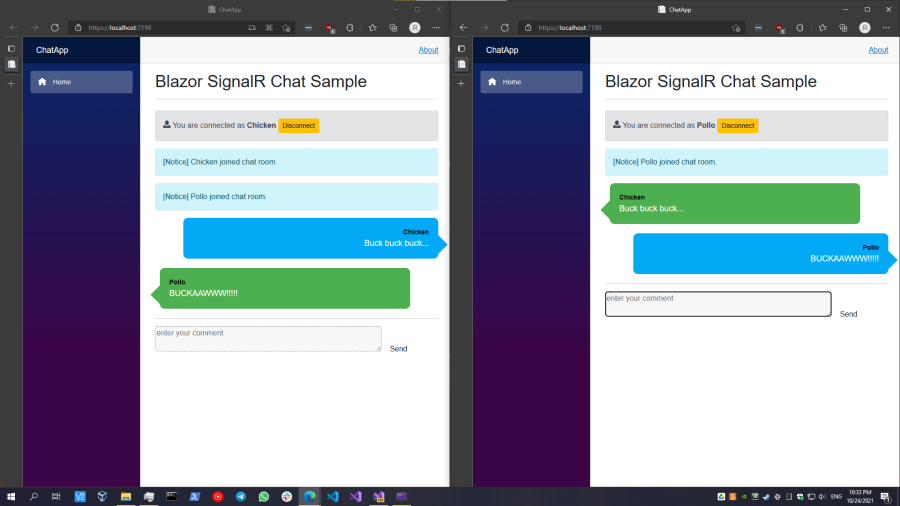 ChatApp
https://localhost:7198
ChatApp
About
Home
Blazor SignalR Chat Sample
You are connected as Chicken Disconnect
[Notice] Chicken joined chat room.
[Notice] Pollo joined chat room.
Chicken
Buck buck buck...
Pollo
BUCKAAWWW!!!!!
enter your comment
Send
ChatApp
https://localhost:7198
ChatApp
About
Home
Blazor SignalR Chat Sample
You are connected as Pollo Disconnect
[Notice] Pollo joined chat room.
Chicken
Buck buck buck...
Pollo
BUCKAAWWW!!!!!
enter your comment
Send
ENG
10:33 PM
10/24/2021